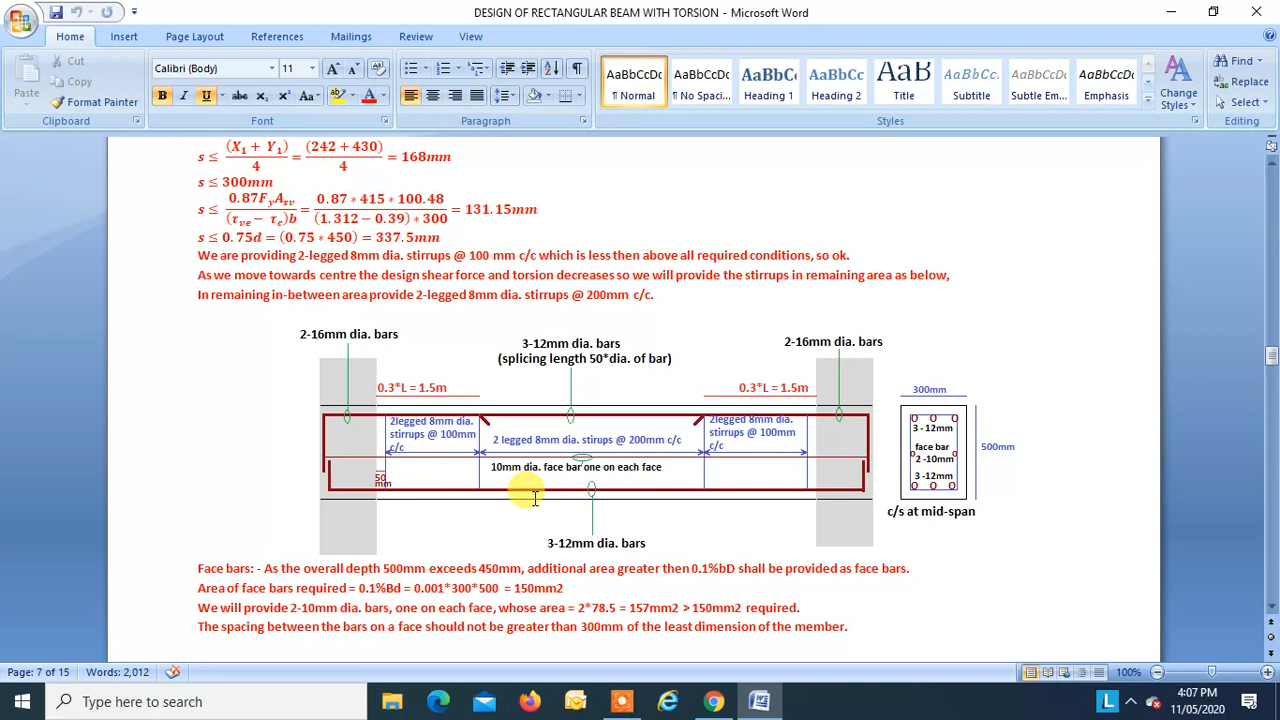 DESIGN OF RECTANGULAR BEAM WITH TORSION - Microsoft Word
Home Insert Page Layout References Mailings Review View
Paste
Cut
Copy
Format Painter
Clipboard
Calibri (Body) 11
B I U abc X₂ X² Aa
Font
Paragraph
AaBbCcDc AaBbCcDc AaBbC AaBbCc AaB AaBbCc. AaBbCcDc AaBbCcDc
¶ Normal ¶ No Spaci... Heading 1 Heading 2 Title Subtitle Subtle Em... Emphasis
Change Styles
Styles
Find
Replace
Select
Editing
s ≤ (X₁ + Y₁)/4 = (242 + 430)/4 = 168mm
s ≤ 300mm
s ≤ 0.87FyAsv/(τve − τc)b = 0.87 * 415 * 100.48/(1.312 − 0.39) * 300 = 131.15mm
s ≤ 0.75d = (0.75 * 450) = 337.5mm
We are providing 2-legged 8mm dia. stirrups @ 100 mm c/c which is less then above all required conditions, so ok.
As we move towards centre the design shear force and torsion decreases so we will provide the stirrups in remaining area as below,
In remaining in-between area provide 2-legged 8mm dia. stirrups @ 200mm c/c.
2-16mm dia. bars
3-12mm dia. bars
(splicing length 50*dia. of bar)
2-16mm dia. bars
0.3*L = 1.5m
0.3*L = 1.5m
2legged 8mm dia.
stirrups @ 100mm
c/c
2 legged 8mm dia. stirups @ 200mm c/c
2legged 8mm dia.
stirrups @ 100mm
c/c
10mm dia. face bar one on each face
50
mm
3-12mm dia. bars
300mm
3 - 12mm
face bar
2 -10mm
3 -12mm
500mm
c/s at mid-span
Face bars: - As the overall depth 500mm exceeds 450mm, additional area greater then 0.1%bD shall be provided as face bars.
Area of face bars required = 0.1%Bd = 0.001*300*500 = 150mm2
We will provide 2-10mm dia. bars, one on each face, whose area = 2*78.5 = 157mm2 > 150mm2 required.
The spacing between the bars on a face should not be greater than 300mm of the least dimension of the member.
Page: 7 of 15 Words: 2,012 100%
Type here to search
4:07 PM
11/05/2020